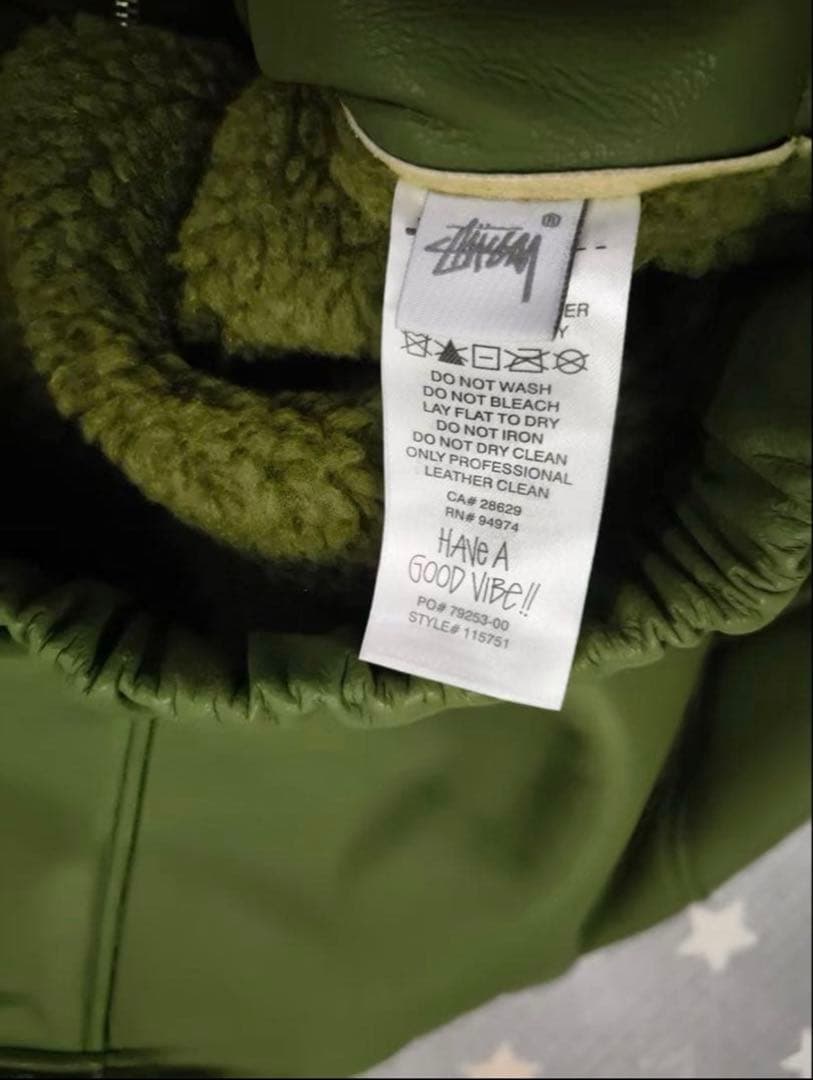 STÜSSY ®
ER
Y
DO NOT WASH
DO NOT BLEACH
LAY FLAT TO DRY
DO NOT IRON
DO NOT DRY CLEAN
ONLY PROFESSIONAL
LEATHER CLEAN
CA# 28629
RN# 94974
HAVE A
GOOD VIBE!!
PO# 79253-00
STYLE# 115751